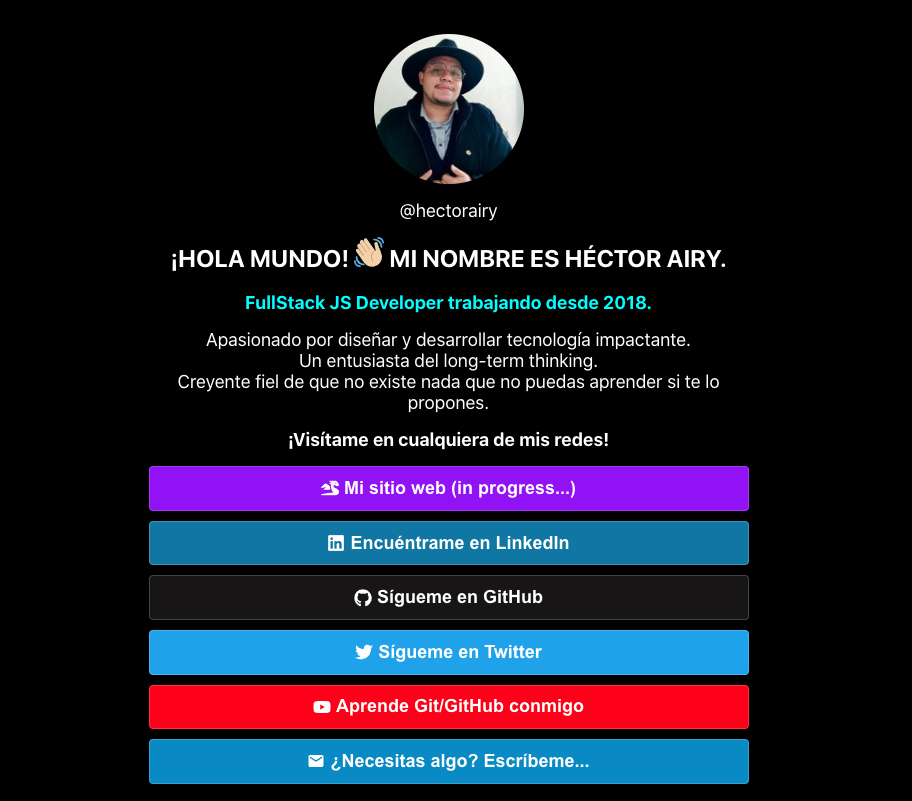 @hectorairy
¡HOLA MUNDO! 👋🏼 MI NOMBRE ES HÉCTOR AIRY.
FullStack JS Developer trabajando desde 2018.
Apasionado por diseñar y desarrollar tecnología impactante.
Un entusiasta del long-term thinking.
Creyente fiel de que no existe nada que no puedas aprender si te lo
propones.
¡Visítame en cualquiera de mis redes!
Mi sitio web (in progress...)
Encuéntrame en LinkedIn
Sígueme en GitHub
Sígueme en Twitter
Aprende Git/GitHub conmigo
¿Necesitas algo? Escríbeme...